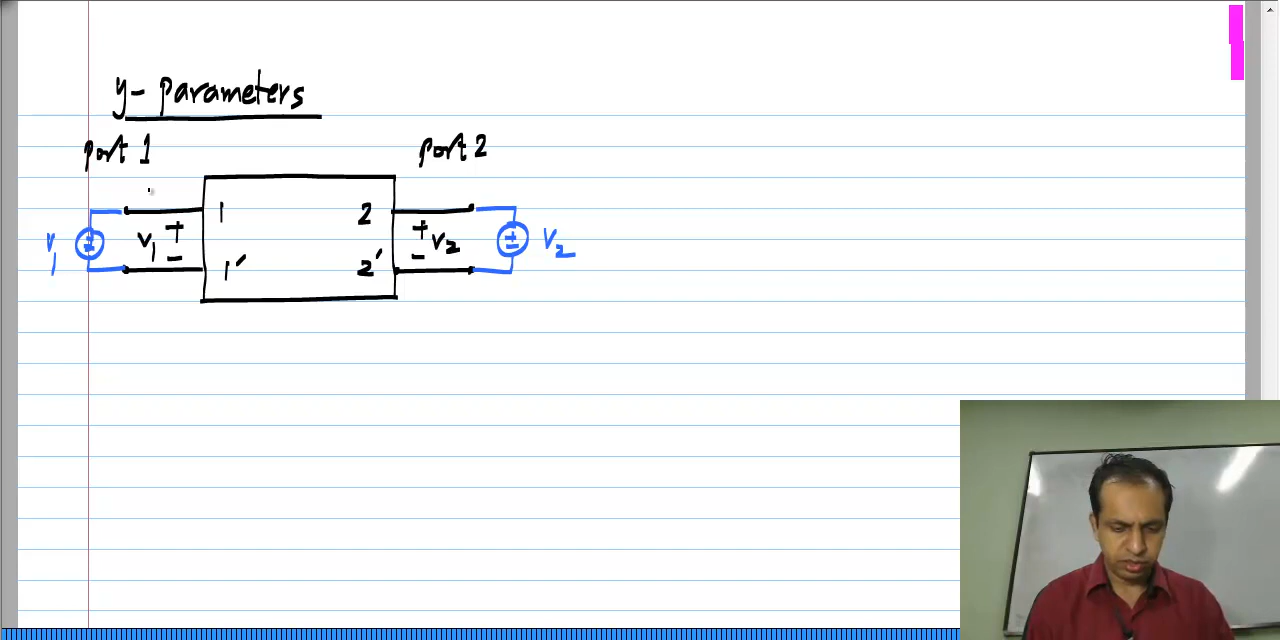 y- parameters
port 1 port 2
1 2
V1 + - V1 + - V2 + - V2
1' 2'